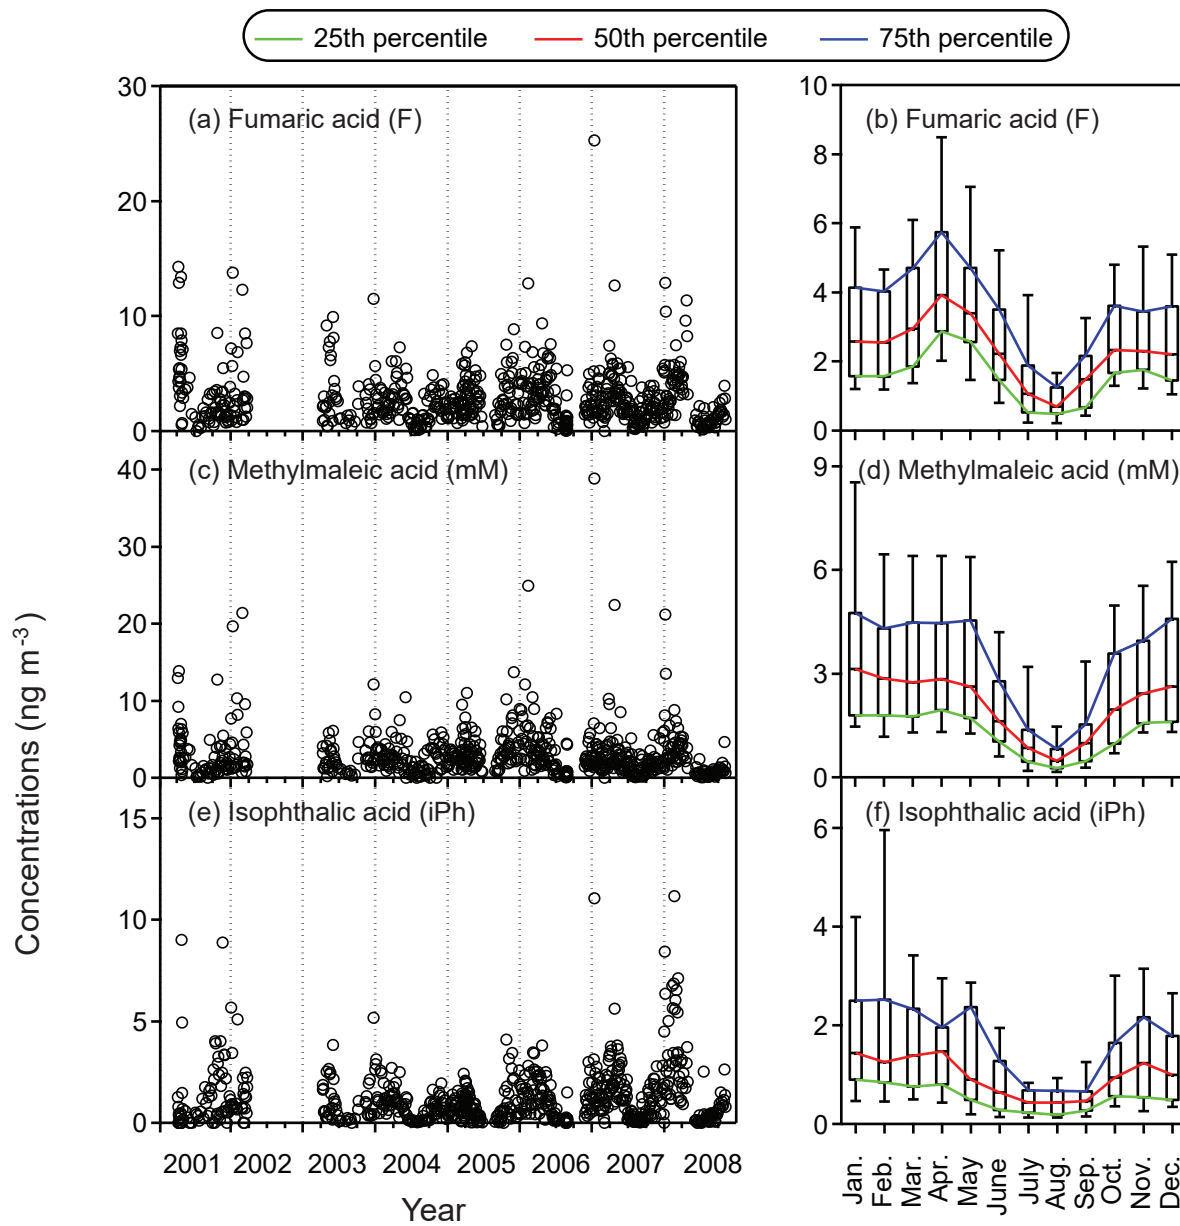 25th percentile 50th percentile 75th percentile
(a) Fumaric acid (F)
30
20
10
0
(b) Fumaric acid (F)
10
8
6
4
2
0
(c) Methylmaleic acid (mM)
40
30
20
10
0
(d) Methylmaleic acid (mM)
9
6
3
0
(e) Isophthalic acid (iPh)
15
10
5
0
(f) Isophthalic acid (iPh)
6
4
2
0
Concentrations (ng m⁻³)
2001 2002 2003 2004 2005 2006 2007 2008
Year
Jan. Feb. Mar. Apr. May June July Aug. Sep. Oct. Nov. Dec.